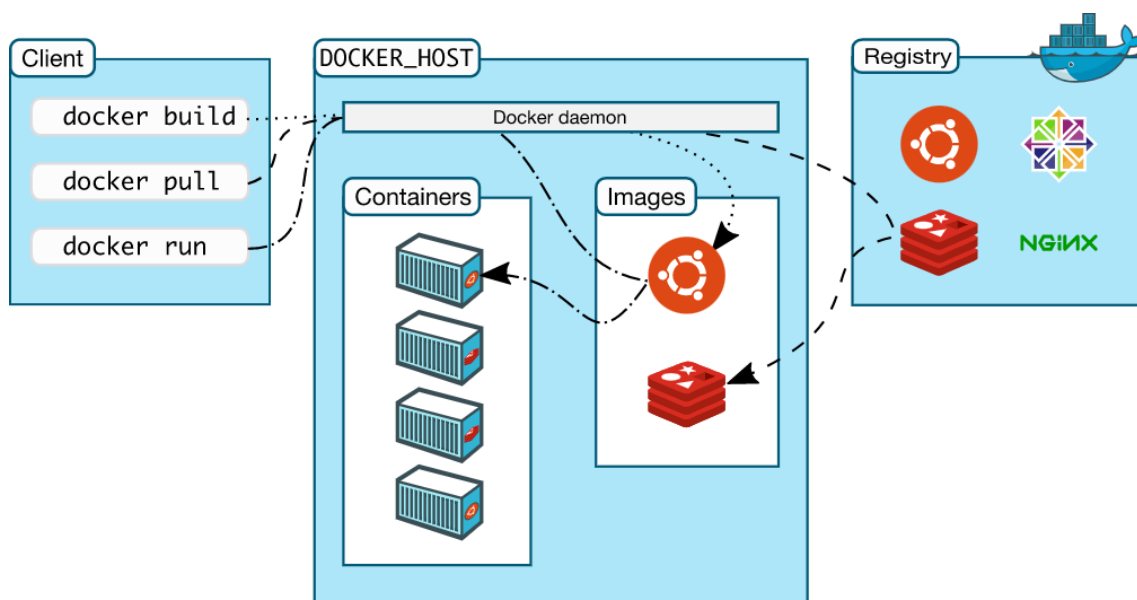 Client
docker build
docker pull
docker run
DOCKER_HOST
Docker daemon
Containers
Images
Registry
NGiNX